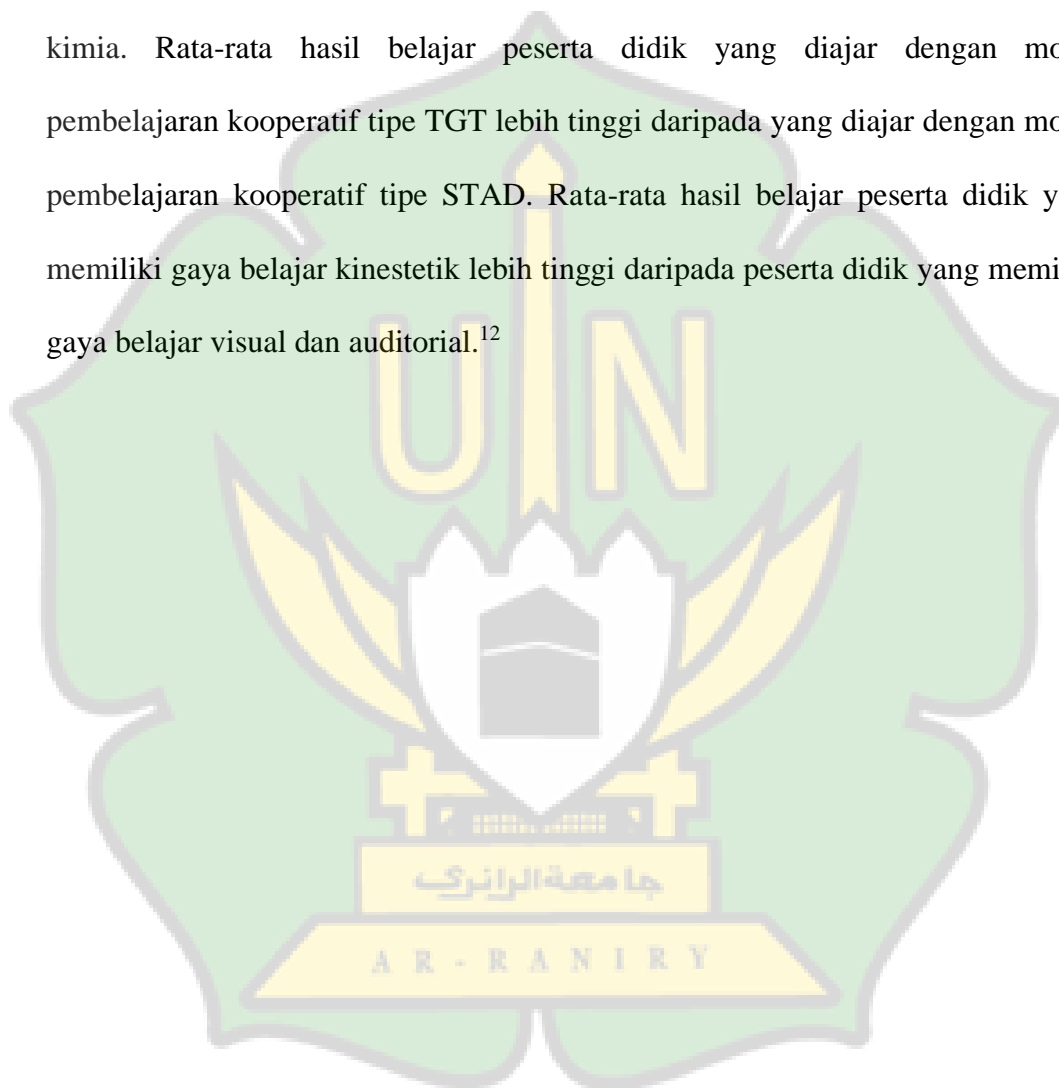 kimia. Rata-rata hasil belajar peserta didik yang diajar dengan mo
pembelajaran kooperatif tipe TGT lebih tinggi daripada yang diajar dengan mo
pembelajaran kooperatif tipe STAD. Rata-rata hasil belajar peserta didik y
memiliki gaya belajar kinestetik lebih tinggi daripada peserta didik yang memi
gaya belajar visual dan auditorial.12
U N
جامعة الرانري
A R - R A N I R Y